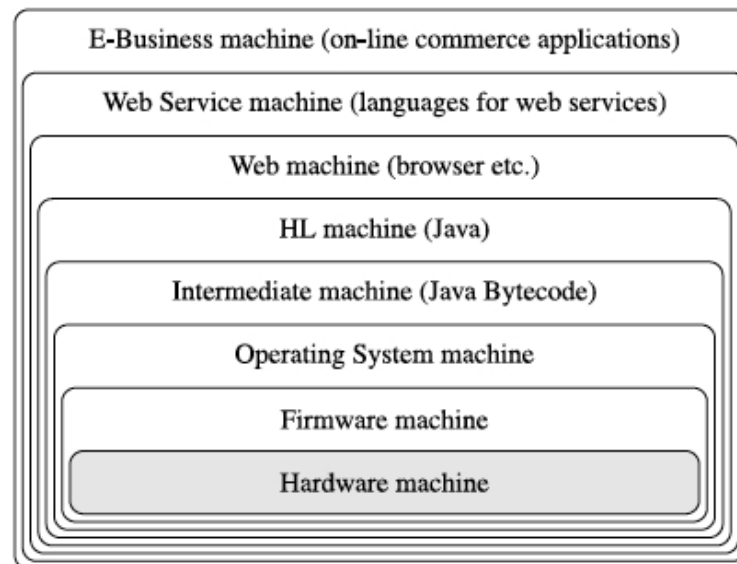 E-Business machine (on-line commerce applications)
Web Service machine (languages for web services)
Web machine (browser etc.)
HL machine (Java)
Intermediate machine (Java Bytecode)
Operating System machine
Firmware machine
Hardware machine